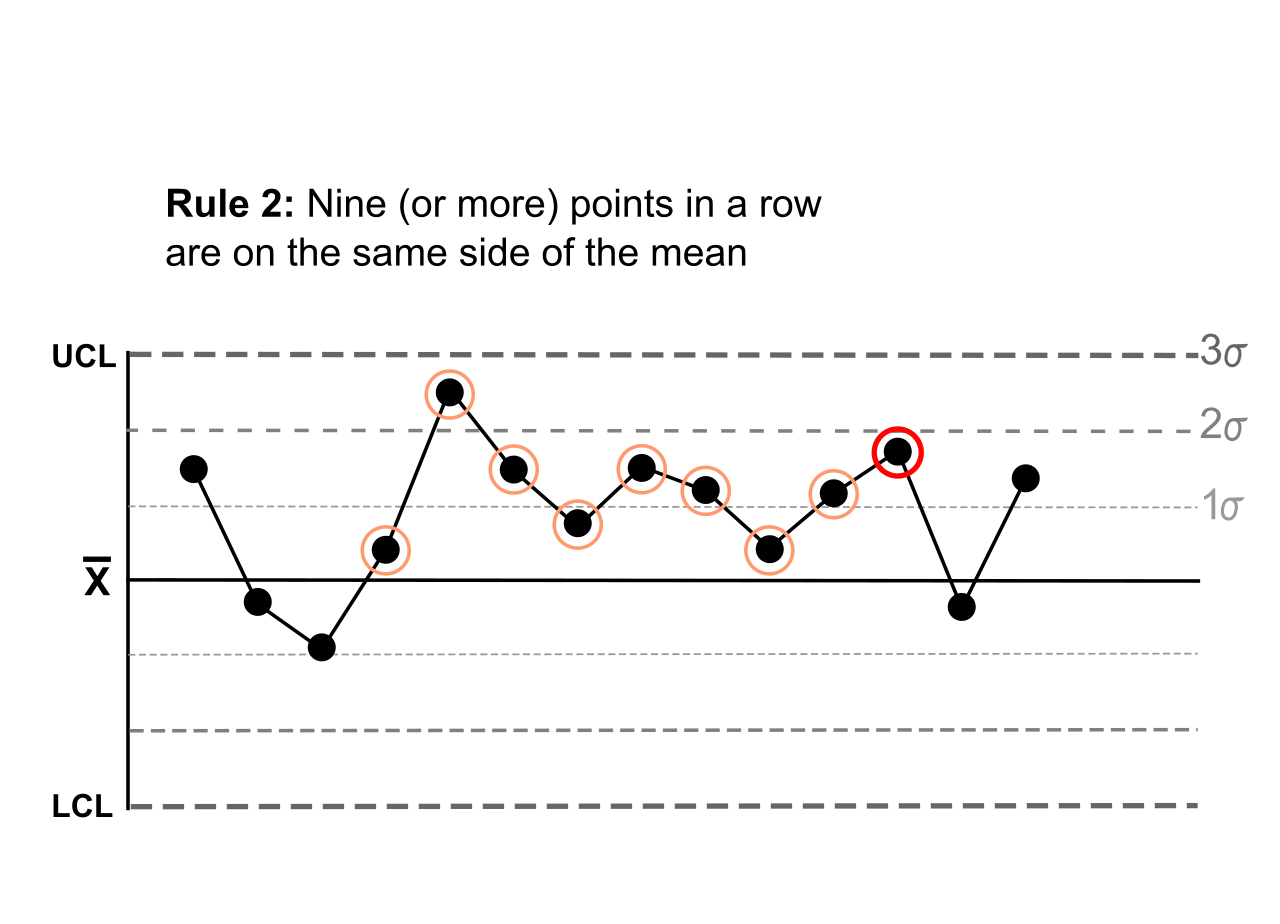 Rule 2: Nine (or more) points in a row
are on the same side of the mean
UCL
3σ
2σ
1σ
X̅
LCL